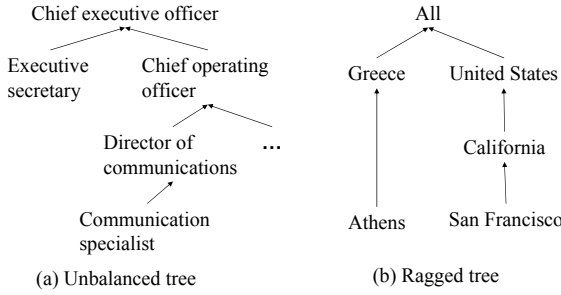 Chief executive officer
Executive
secretary
Chief operating
officer
Director of
communications
...
Communication
specialist
(a) Unbalanced tree
All
Greece
United States
California
Athens
San Francisco
(b) Ragged tree